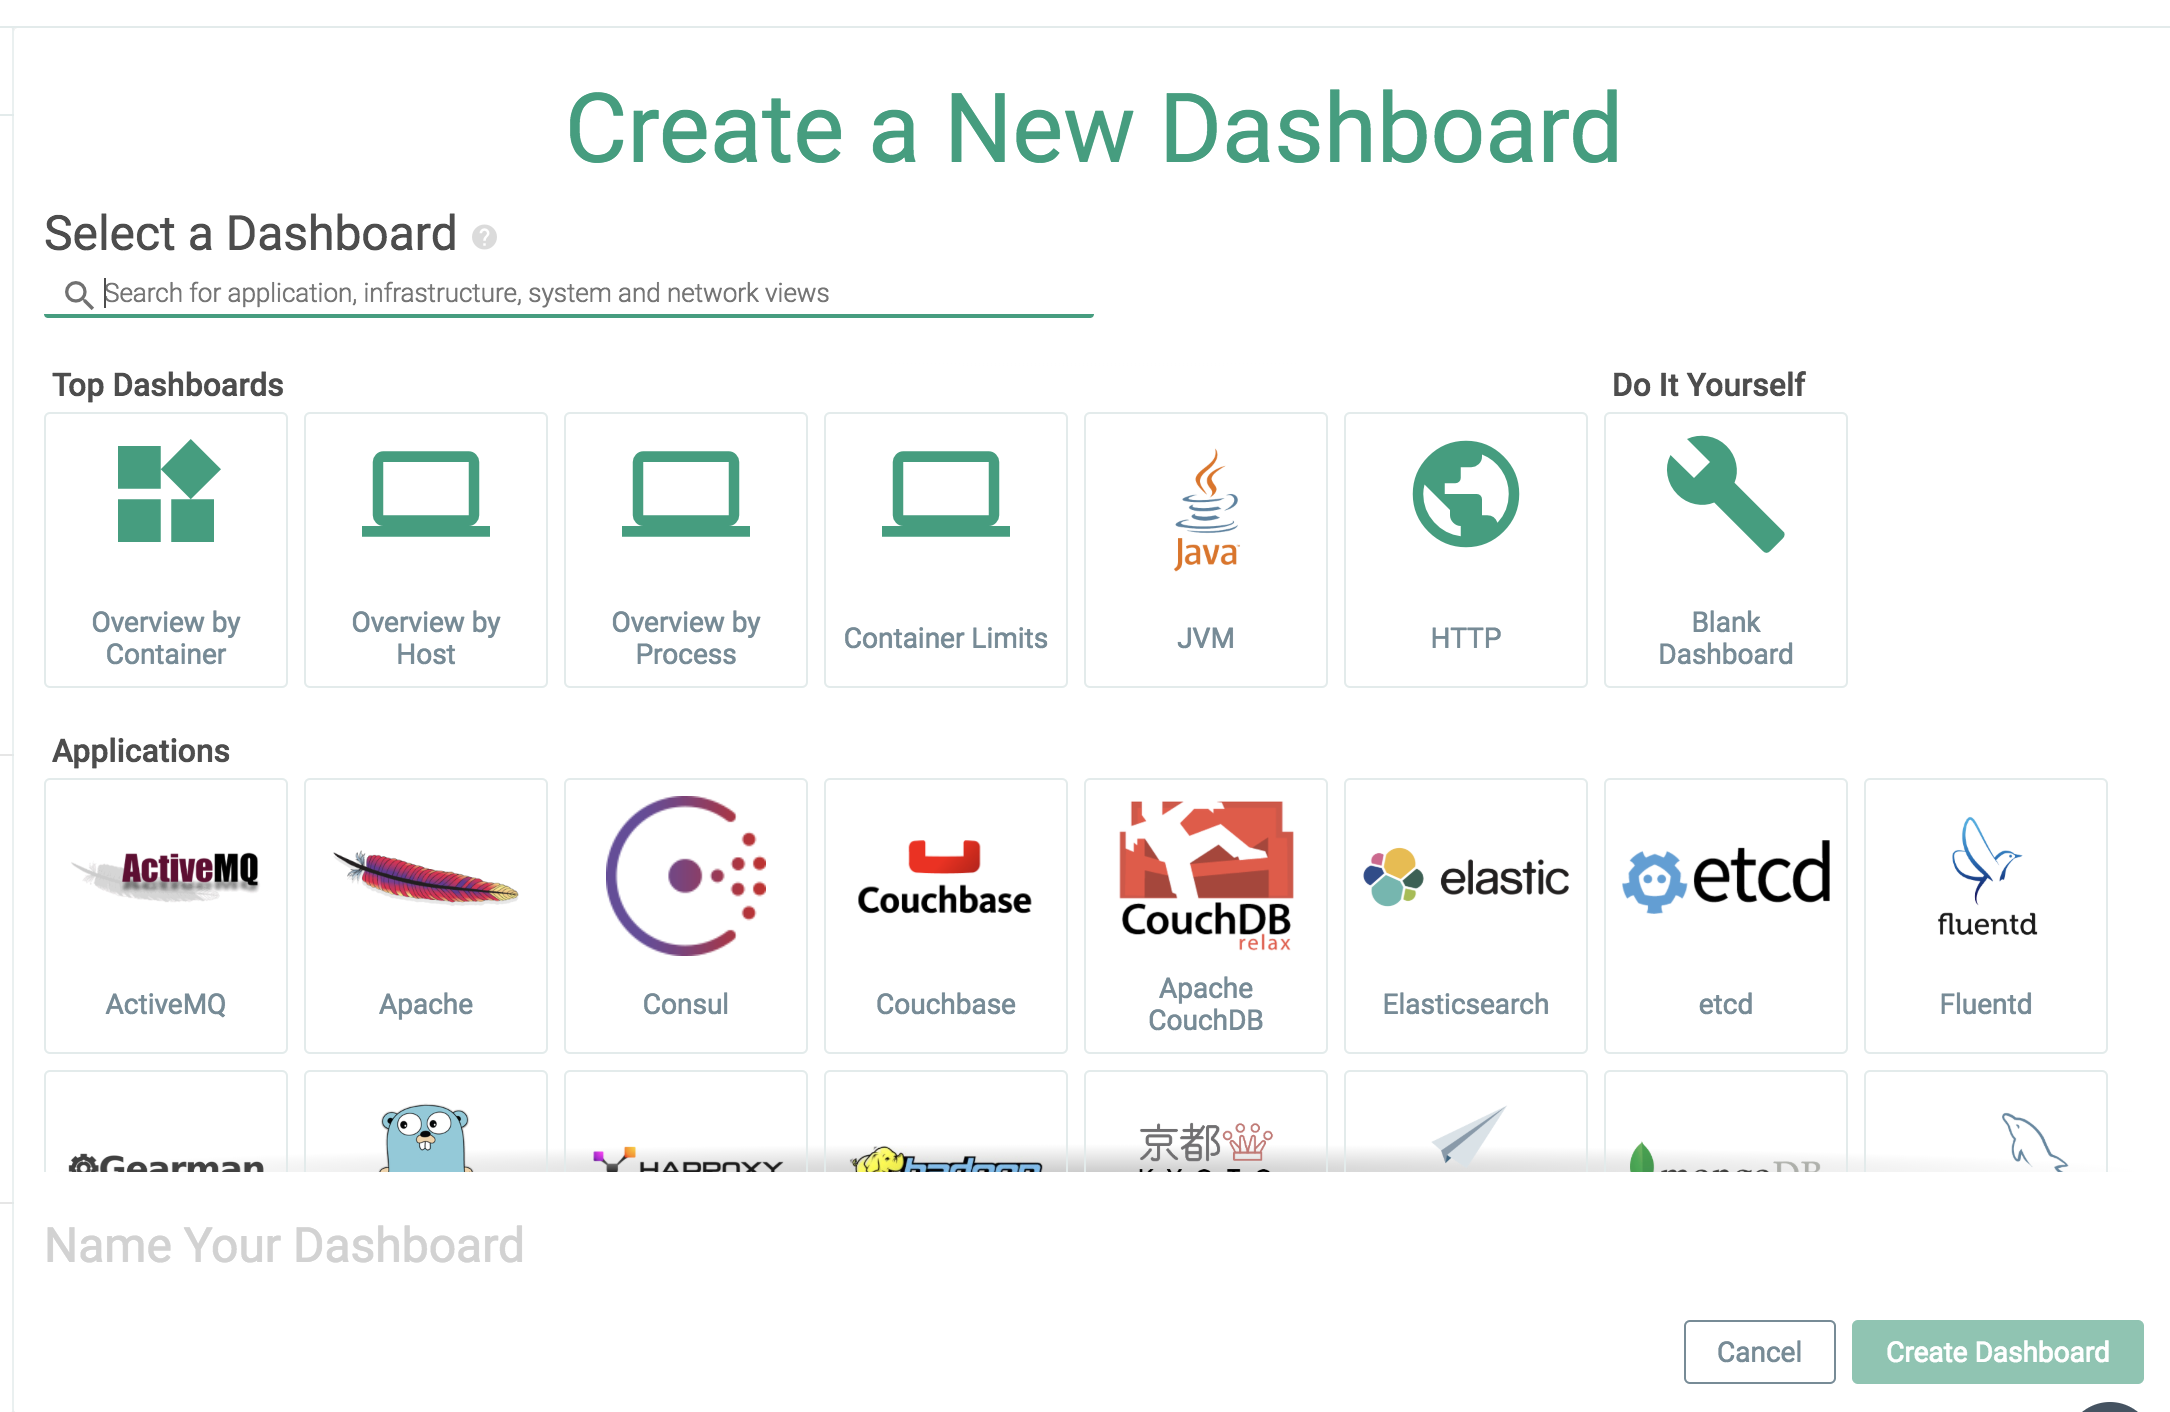 Create a New Dashboard
Select a Dashboard ?
Search for application, infrastructure, system and network views
Top Dashboards
Do It Yourself
Java
Overview by
Container
Overview by
Host
Overview by
Process
Container Limits
JVM
HTTP
Blank
Dashboard
Applications
ActiveMQ
Couchbase
CouchDB
relax
elastic
etcd
fluentd
ActiveMQ
Apache
Consul
Couchbase
Apache
CouchDB
Elasticsearch
etcd
Fluentd
Gearman
HAPROXY
hadoop
京都
mongoDB
Name Your Dashboard
Cancel
Create Dashboard